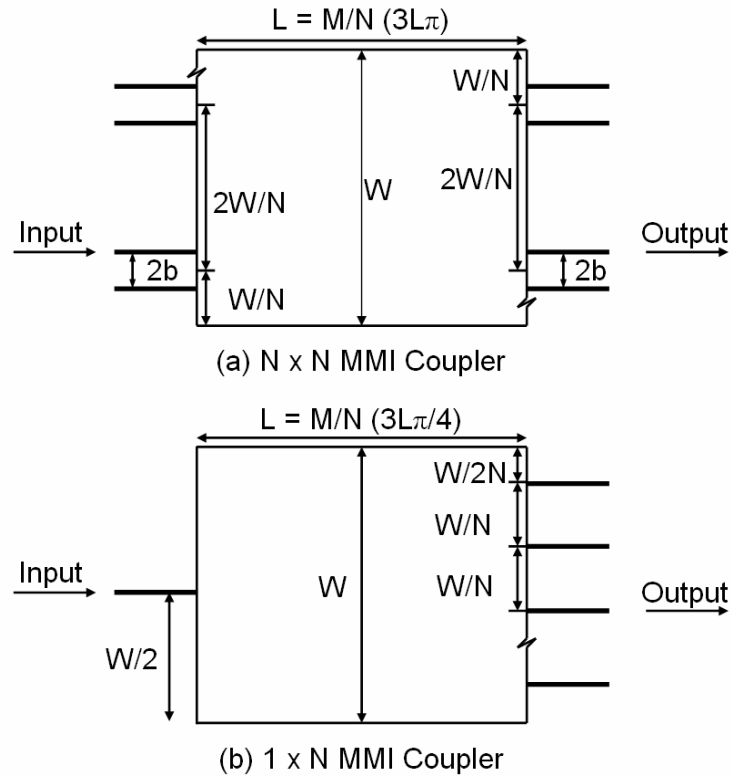 L = M/N (3Lπ)
W/N
2W/N
W
2W/N
Input
Output
2b
2b
W/N
(a) N x N MMI Coupler
L = M/N (3Lπ/4)
W/2N
W/N
Input
W
W/N
Output
W/2
(b) 1 x N MMI Coupler